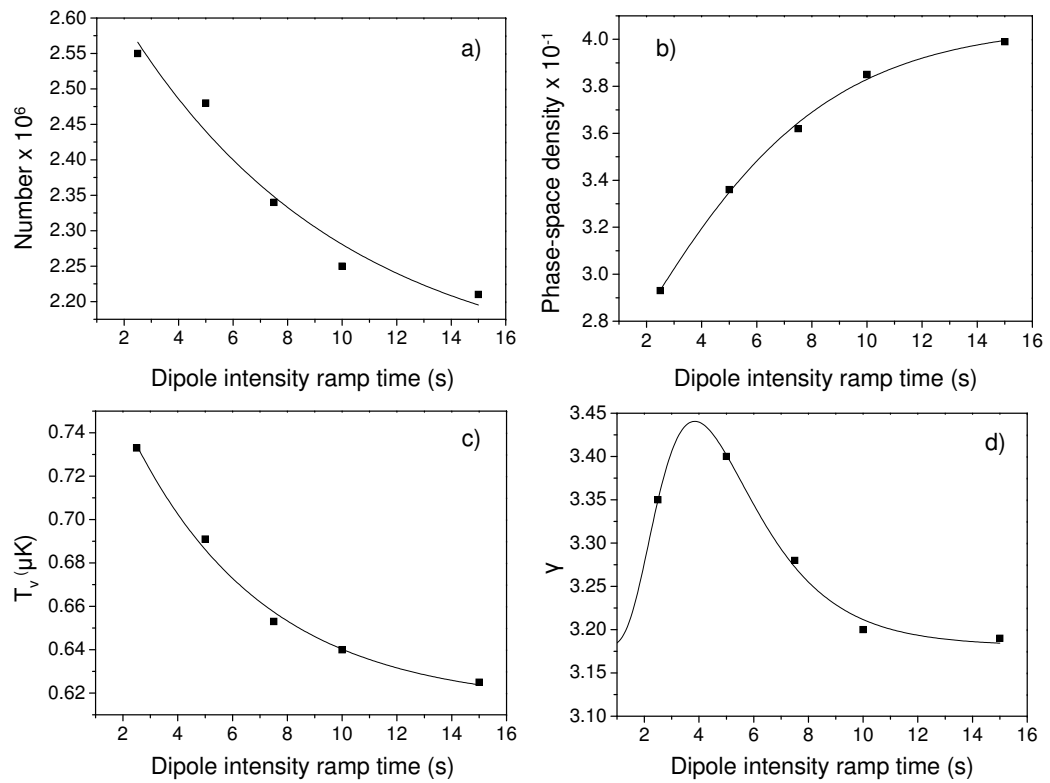 a)
Number x 10⁶
2.60
2.55
2.50
2.45
2.40
2.35
2.30
2.25
2.20
2 4 6 8 10 12 14 16
Dipole intensity ramp time (s)
b)
Phase-space density x 10⁻¹
4.0
3.8
3.6
3.4
3.2
3.0
2.8
2 4 6 8 10 12 14 16
Dipole intensity ramp time (s)
c)
Tᵥ (μK)
0.74
0.72
0.70
0.68
0.66
0.64
0.62
2 4 6 8 10 12 14 16
Dipole intensity ramp time (s)
d)
γ
3.45
3.40
3.35
3.30
3.25
3.20
3.15
3.10
2 4 6 8 10 12 14 16
Dipole intensity ramp time (s)